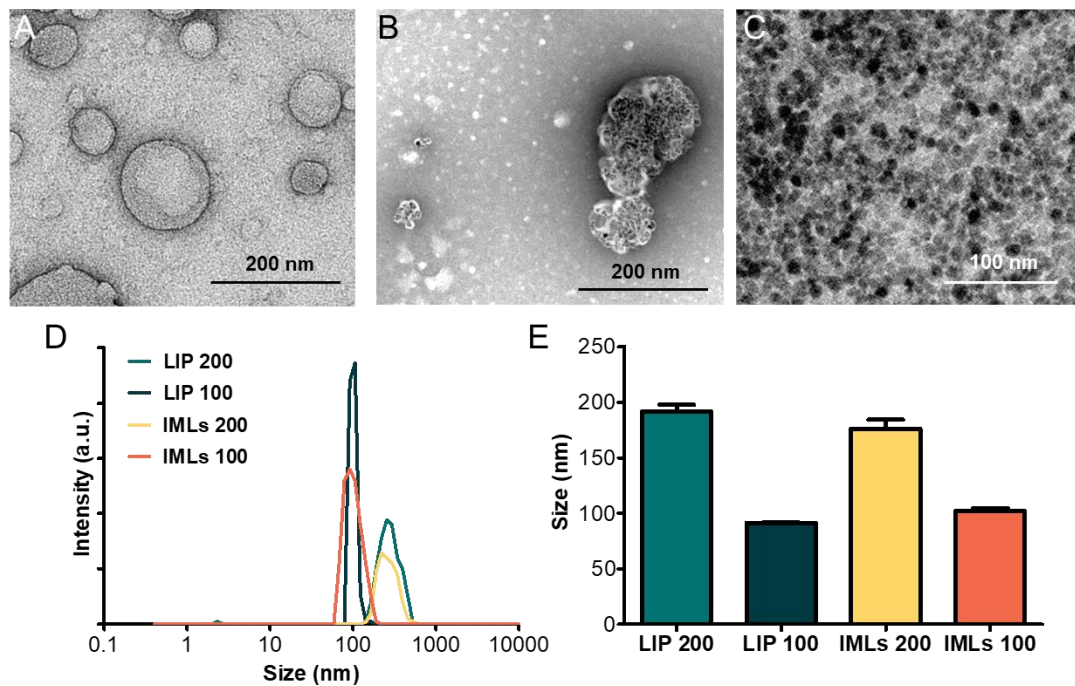 A
200 nm
B
200 nm
C
100 nm
D
LIP 200
LIP 100
IMLs 200
IMLs 100
Intensity (a.u.)
0.1
1
10
100
1000
10000
Size (nm)
E
250
200
150
100
50
0
Size (nm)
LIP 200
LIP 100
IMLs 200
IMLs 100